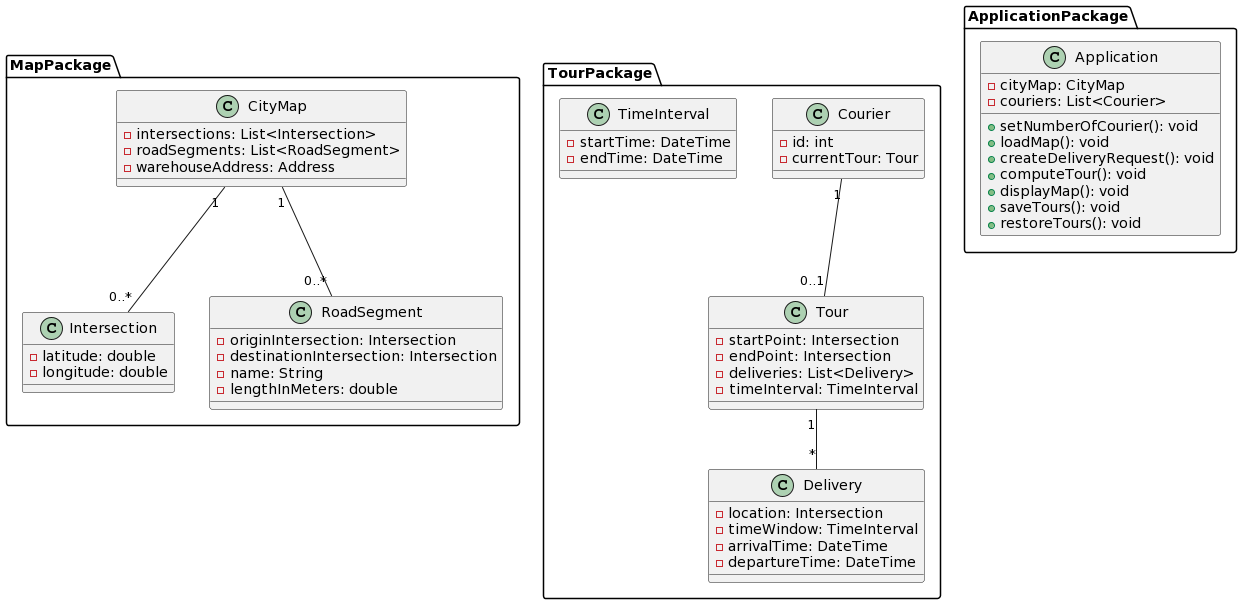 MapPackage
C CityMap
intersections: List<Intersection>
roadSegments: List<RoadSegment>
warehouseAddress: Address
1
1
0..*
0..*
C Intersection
latitude: double
longitude: double
C RoadSegment
originIntersection: Intersection
destinationIntersection: Intersection
name: String
lengthInMeters: double
TourPackage
C TimeInterval
startTime: DateTime
endTime: DateTime
C Courier
id: int
currentTour: Tour
1
0..1
C Tour
startPoint: Intersection
endPoint: Intersection
deliveries: List<Delivery>
timeInterval: TimeInterval
1
*
C Delivery
location: Intersection
timeWindow: TimeInterval
arrivalTime: DateTime
departureTime: DateTime
ApplicationPackage
C Application
cityMap: CityMap
couriers: List<Courier>
setNumberOfCourier(): void
loadMap(): void
createDeliveryRequest(): void
computeTour(): void
displayMap(): void
saveTours(): void
restoreTours(): void